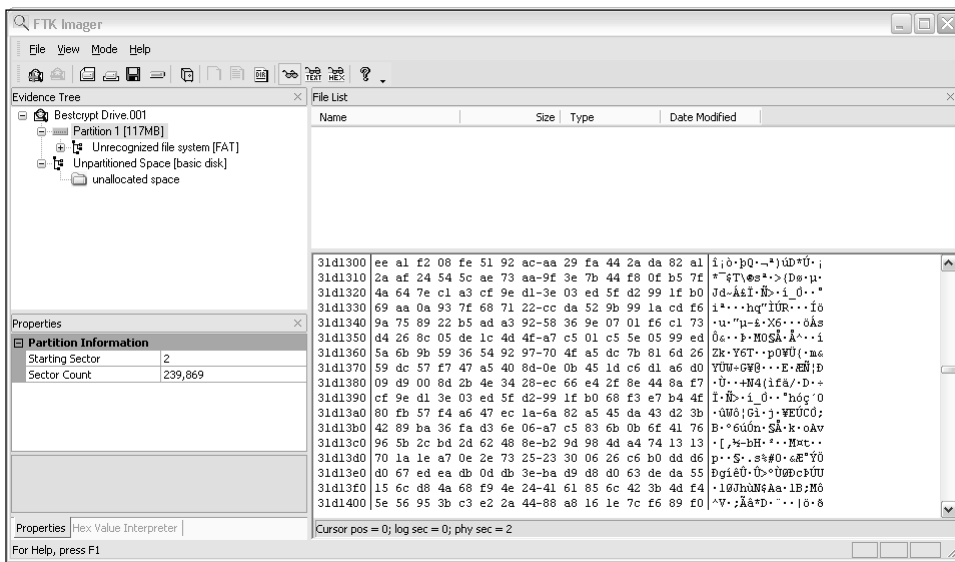 FTK Imager
File View Mode Help
Evidence Tree
Bestcrypt Drive.001
Partition 1 [117MB]
Unrecognized file system [FAT]
Unpartitioned Space [basic disk]
unallocated space
File List
Name Size Type Date Modified
31d1300 ee a1 f2 08 fe 51 92 ac-aa 29 fa 44 2a da 82 a1
31d1310 2a af 24 54 5c ae 73 aa-9f 3e 7b 44 f8 0f b5 7f
31d1320 4a 64 7e c1 a3 cf 9e d1-3e 03 ed 5f d2 99 1f b0
31d1330 69 aa 0a 93 7f 68 71 22-cc da 52 9b 99 1a cd f6
31d1340 9a 75 89 22 b5 ad a3 92-58 36 9e 07 01 f6 c1 73
31d1350 d4 26 8c 05 de 1c 4d 4f-a7 c5 01 c5 5e 05 99 ed
31d1360 5a 6b 9b 59 36 54 92 97-70 4f a5 dc 7b 81 6d 26
31d1370 59 dc 57 f7 47 a5 40 8d-0e 0b 45 1d c6 d1 a6 d0
31d1380 09 d9 00 8d 2b 4e 34 28-ec 66 e4 2f 8e 44 8a f7
31d1390 cf 9e d1 3e 03 ed 5f d2-99 1f b0 68 f3 e7 b4 4f
31d13a0 80 fb 57 f4 a6 47 ec 1a-6a 82 a5 45 da 43 d2 3b
31d13b0 42 89 ba 36 fa d3 6e 06-a7 c5 83 6b 0b 6f 41 76
31d13c0 96 5b 2c bd 2d 62 48 8e-b2 9d 98 4d a4 74 13 13
31d13d0 70 1a 1e a7 0e 2e 73 25-23 30 06 26 c6 b0 dd d6
31d13e0 d0 67 ed ea db 0d db 3e-ba d9 d8 d0 63 de da 55
31d13f0 15 6c d8 4a 68 f9 4e 24-41 61 85 6c 42 3b 4d f4
31d1400 5e 56 95 3b c3 e2 2a 44-88 a8 16 1e 7c f6 89 f0
Properties
Partition Information
Starting Sector 2
Sector Count 239,869
Properties Hex Value Interpreter
Cursor pos = 0; log sec = 0; phy sec = 2
For Help, press F1